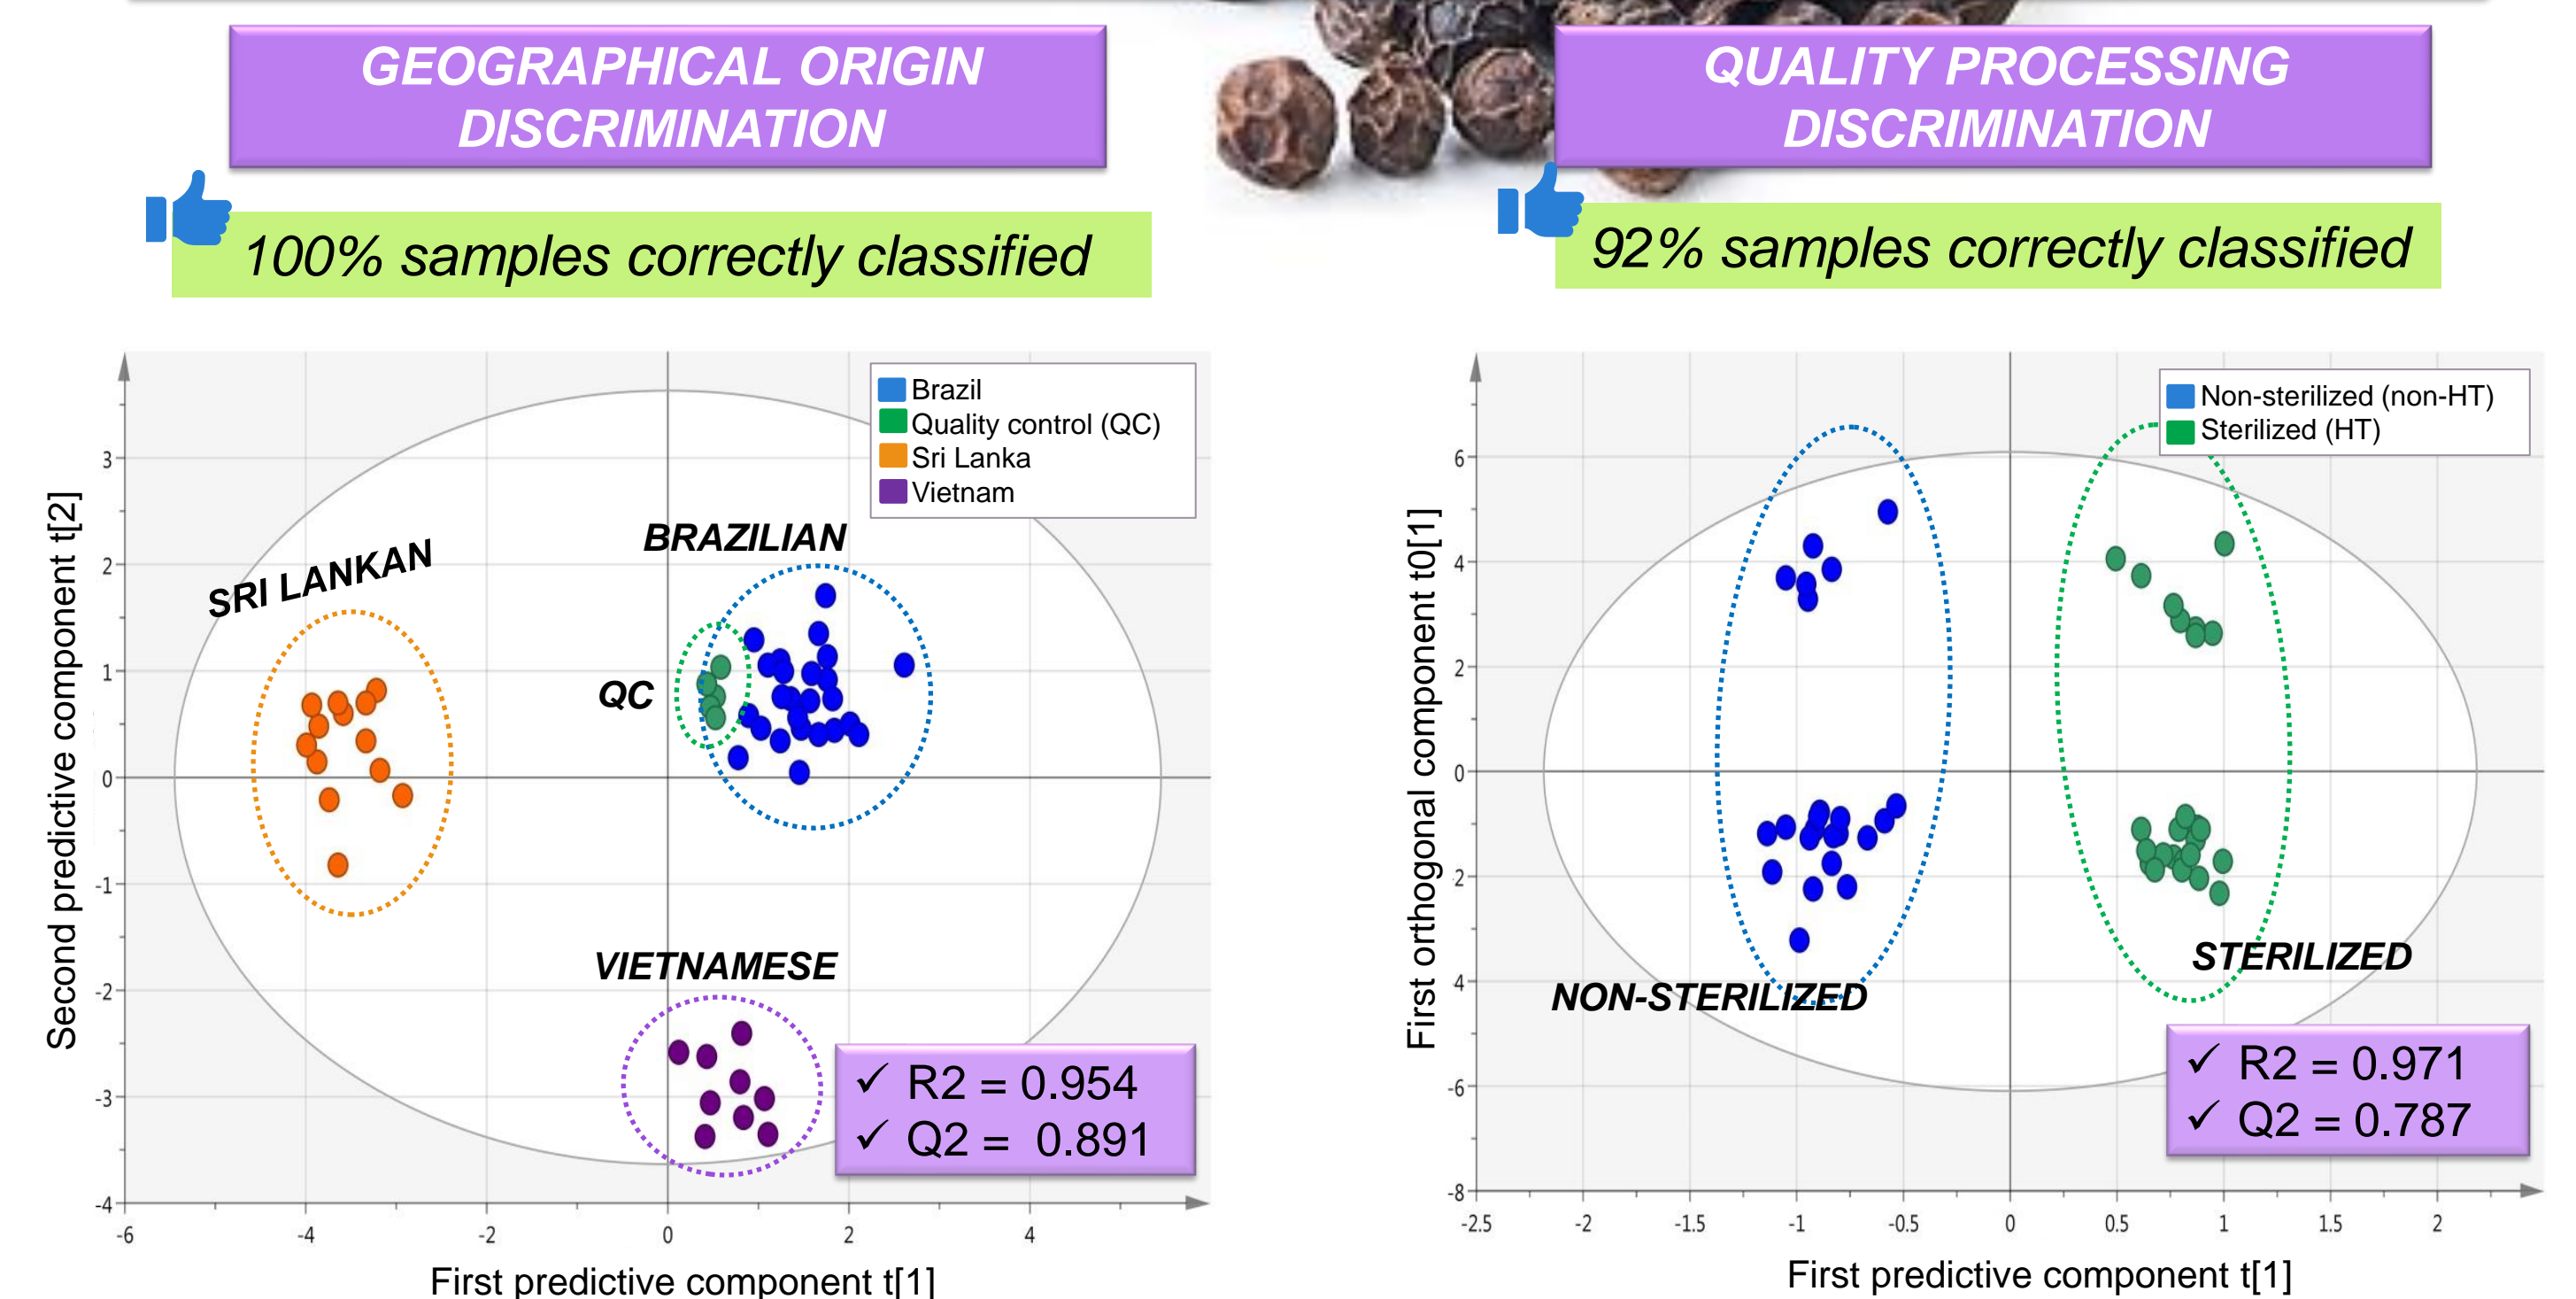 GEOGRAPHICAL ORIGIN
DISCRIMINATION
100% samples correctly classified
3
2
1
0
-1
-2
-3
-4
-6
-4
-2
0
2
4
Second predictive component t[2]
First predictive component t[1]
Brazil
Quality control (QC)
Sri Lanka
Vietnam
SRI LANKAN
BRAZILIAN
QC
VIETNAMESE
✓ R2 = 0.954
✓ Q2 = 0.891
QUALITY PROCESSING
DISCRIMINATION
92% samples correctly classified
6
4
2
0
2
4
-6
-8
-2.5
-2
-1.5
-1
-0.5
0
0.5
1
1.5
2
First orthogonal component t0[1]
First predictive component t[1]
Non-sterilized (non-HT)
Sterilized (HT)
NON-STERILIZED
STERILIZED
✓ R2 = 0.971
✓ Q2 = 0.787